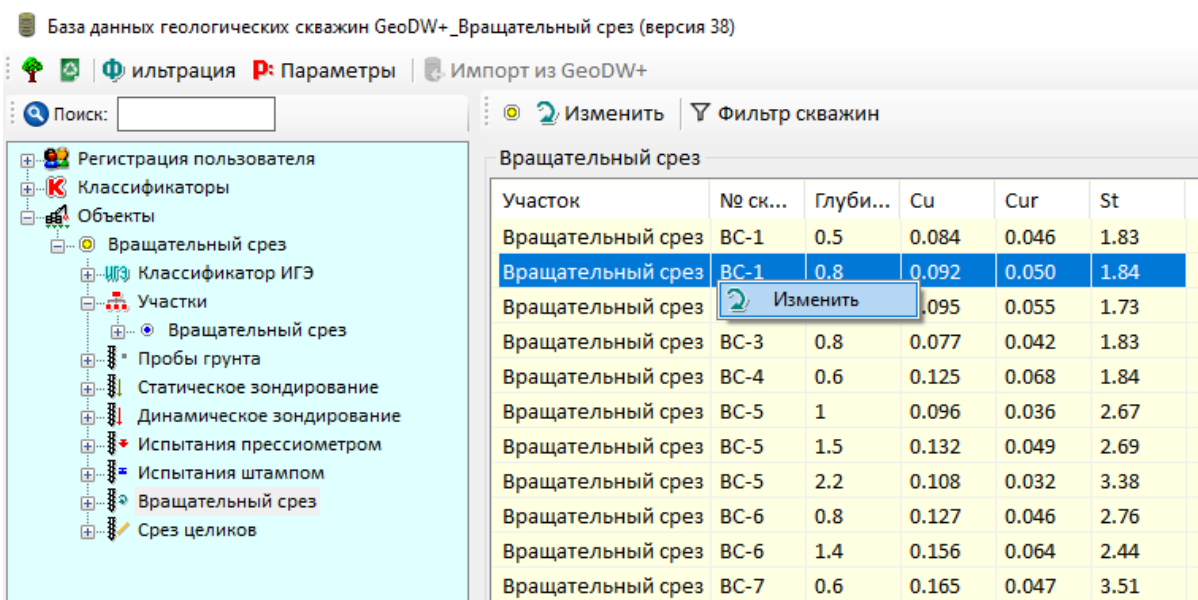 База данных геологических скважин GeoDW+_Вращательный срез (версия 38)
Фильтрация Р: Параметры Импорт из GeoDW+
Поиск:
Изменить Фильтр скважин
Регистрация пользователя
Классификаторы
Объекты
Вращательный срез
ИГЭ Классификатор ИГЭ
Участки
Вращательный срез
Пробы грунта
Статическое зондирование
Динамическое зондирование
Испытания прессиометром
Испытания штампом
Вращательный срез
Срез целиков
Вращательный срез
Участок № ск... Глуби... Cu Cur St
Вращательный срез ВС-1 0.5 0.084 0.046 1.83
Вращательный срез ВС-1 0.8 0.092 0.050 1.84
Вращательный срез Изменить .095 0.055 1.73
Вращательный срез ВС-3 0.8 0.077 0.042 1.83
Вращательный срез ВС-4 0.6 0.125 0.068 1.84
Вращательный срез ВС-5 1 0.096 0.036 2.67
Вращательный срез ВС-5 1.5 0.132 0.049 2.69
Вращательный срез ВС-5 2.2 0.108 0.032 3.38
Вращательный срез ВС-6 0.8 0.127 0.046 2.76
Вращательный срез ВС-6 1.4 0.156 0.064 2.44
Вращательный срез ВС-7 0.6 0.165 0.047 3.51